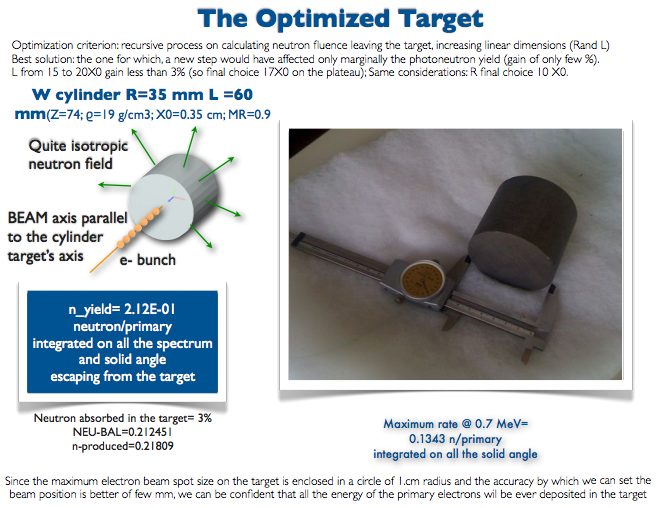 The Optimized Target
Optimization criterion: recursive process on calculating neutron fluence leaving the target, increasing linear dimensions (Rand L)
Best solution: the one for which, a new step would have affected only marginally the photoneutron yield (gain of only few %).
L from 15 to 20X0 gain less than 3% (so final choice 17X0 on the plateau); Same considerations: R final choice 10 X0.
W cylinder R=35 mm L =60
mm(Z=74; ρ=19 g/cm3; X0=0.35 cm; MR=0.9
Quite isotropic
neutron field
BEAM axis parallel
to the cylinder
target's axis
e- bunch
n_yield= 2.12E-01
neutron/primary
integrated on all the spectrum
and solid angle
escaping from the target
Neutron absorbed in the target= 3%
NEU-BAL=0.212451
n-produced=0.21809
Maximum rate @ 0.7 MeV=
0.1343 n/primary
integrated on all the solid angle
Since the maximum electron beam spot size on the target is enclosed in a circle of 1.cm radius and the accuracy by which we can set the
beam position is better of few mm, we can be confident that all the energy of the primary electrons wil be ever deposited in the target